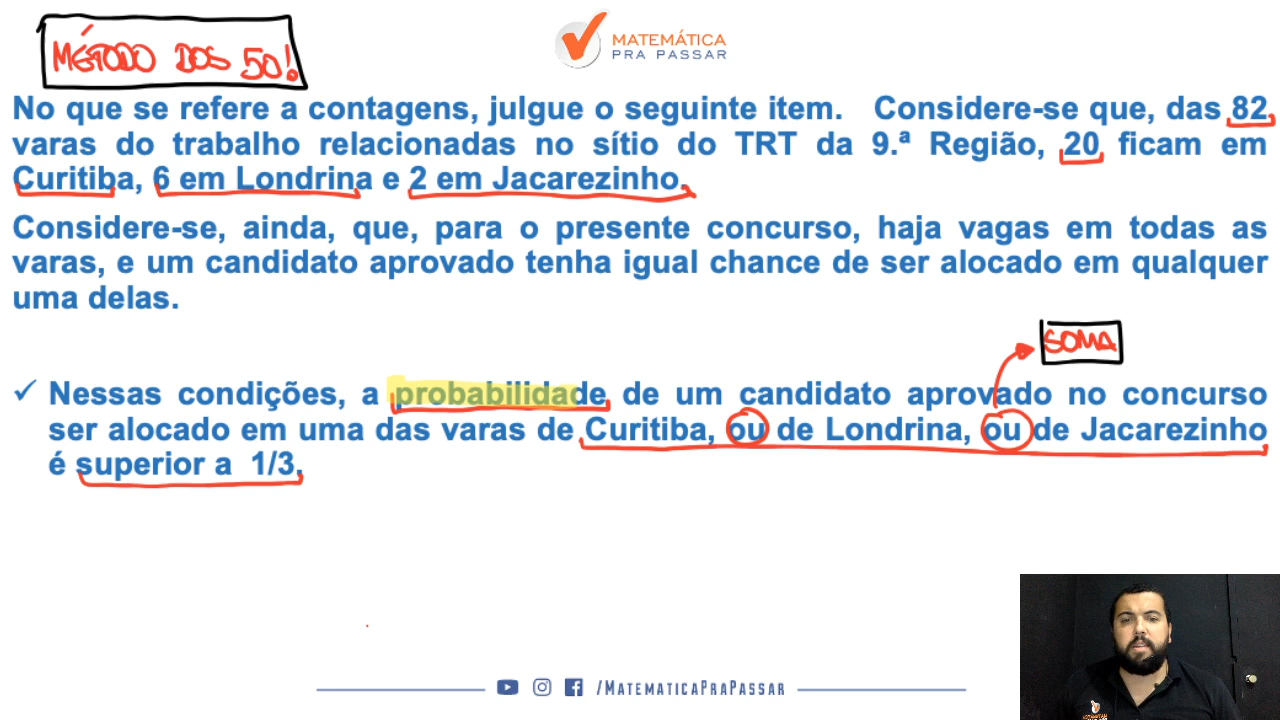 MÉTODO DOS 50!
MATEMÁTICA
PRA PASSAR
No que se refere a contagens, julgue o seguinte item. Considere-se que, das 82
varas do trabalho relacionadas no sítio do TRT da 9.ª Região, 20 ficam em
Curitiba, 6 em Londrina e 2 em Jacarezinho.
Considere-se, ainda, que, para o presente concurso, haja vagas em todas as
varas, e um candidato aprovado tenha igual chance de ser alocado em qualquer
uma delas.
SOMA
✓ Nessas condições, a probabilidade de um candidato aprovado no concurso
ser alocado em uma das varas de Curitiba, ou de Londrina, ou de Jacarezinho
é superior a 1/3.
/MATEMATICAPRAPASSAR